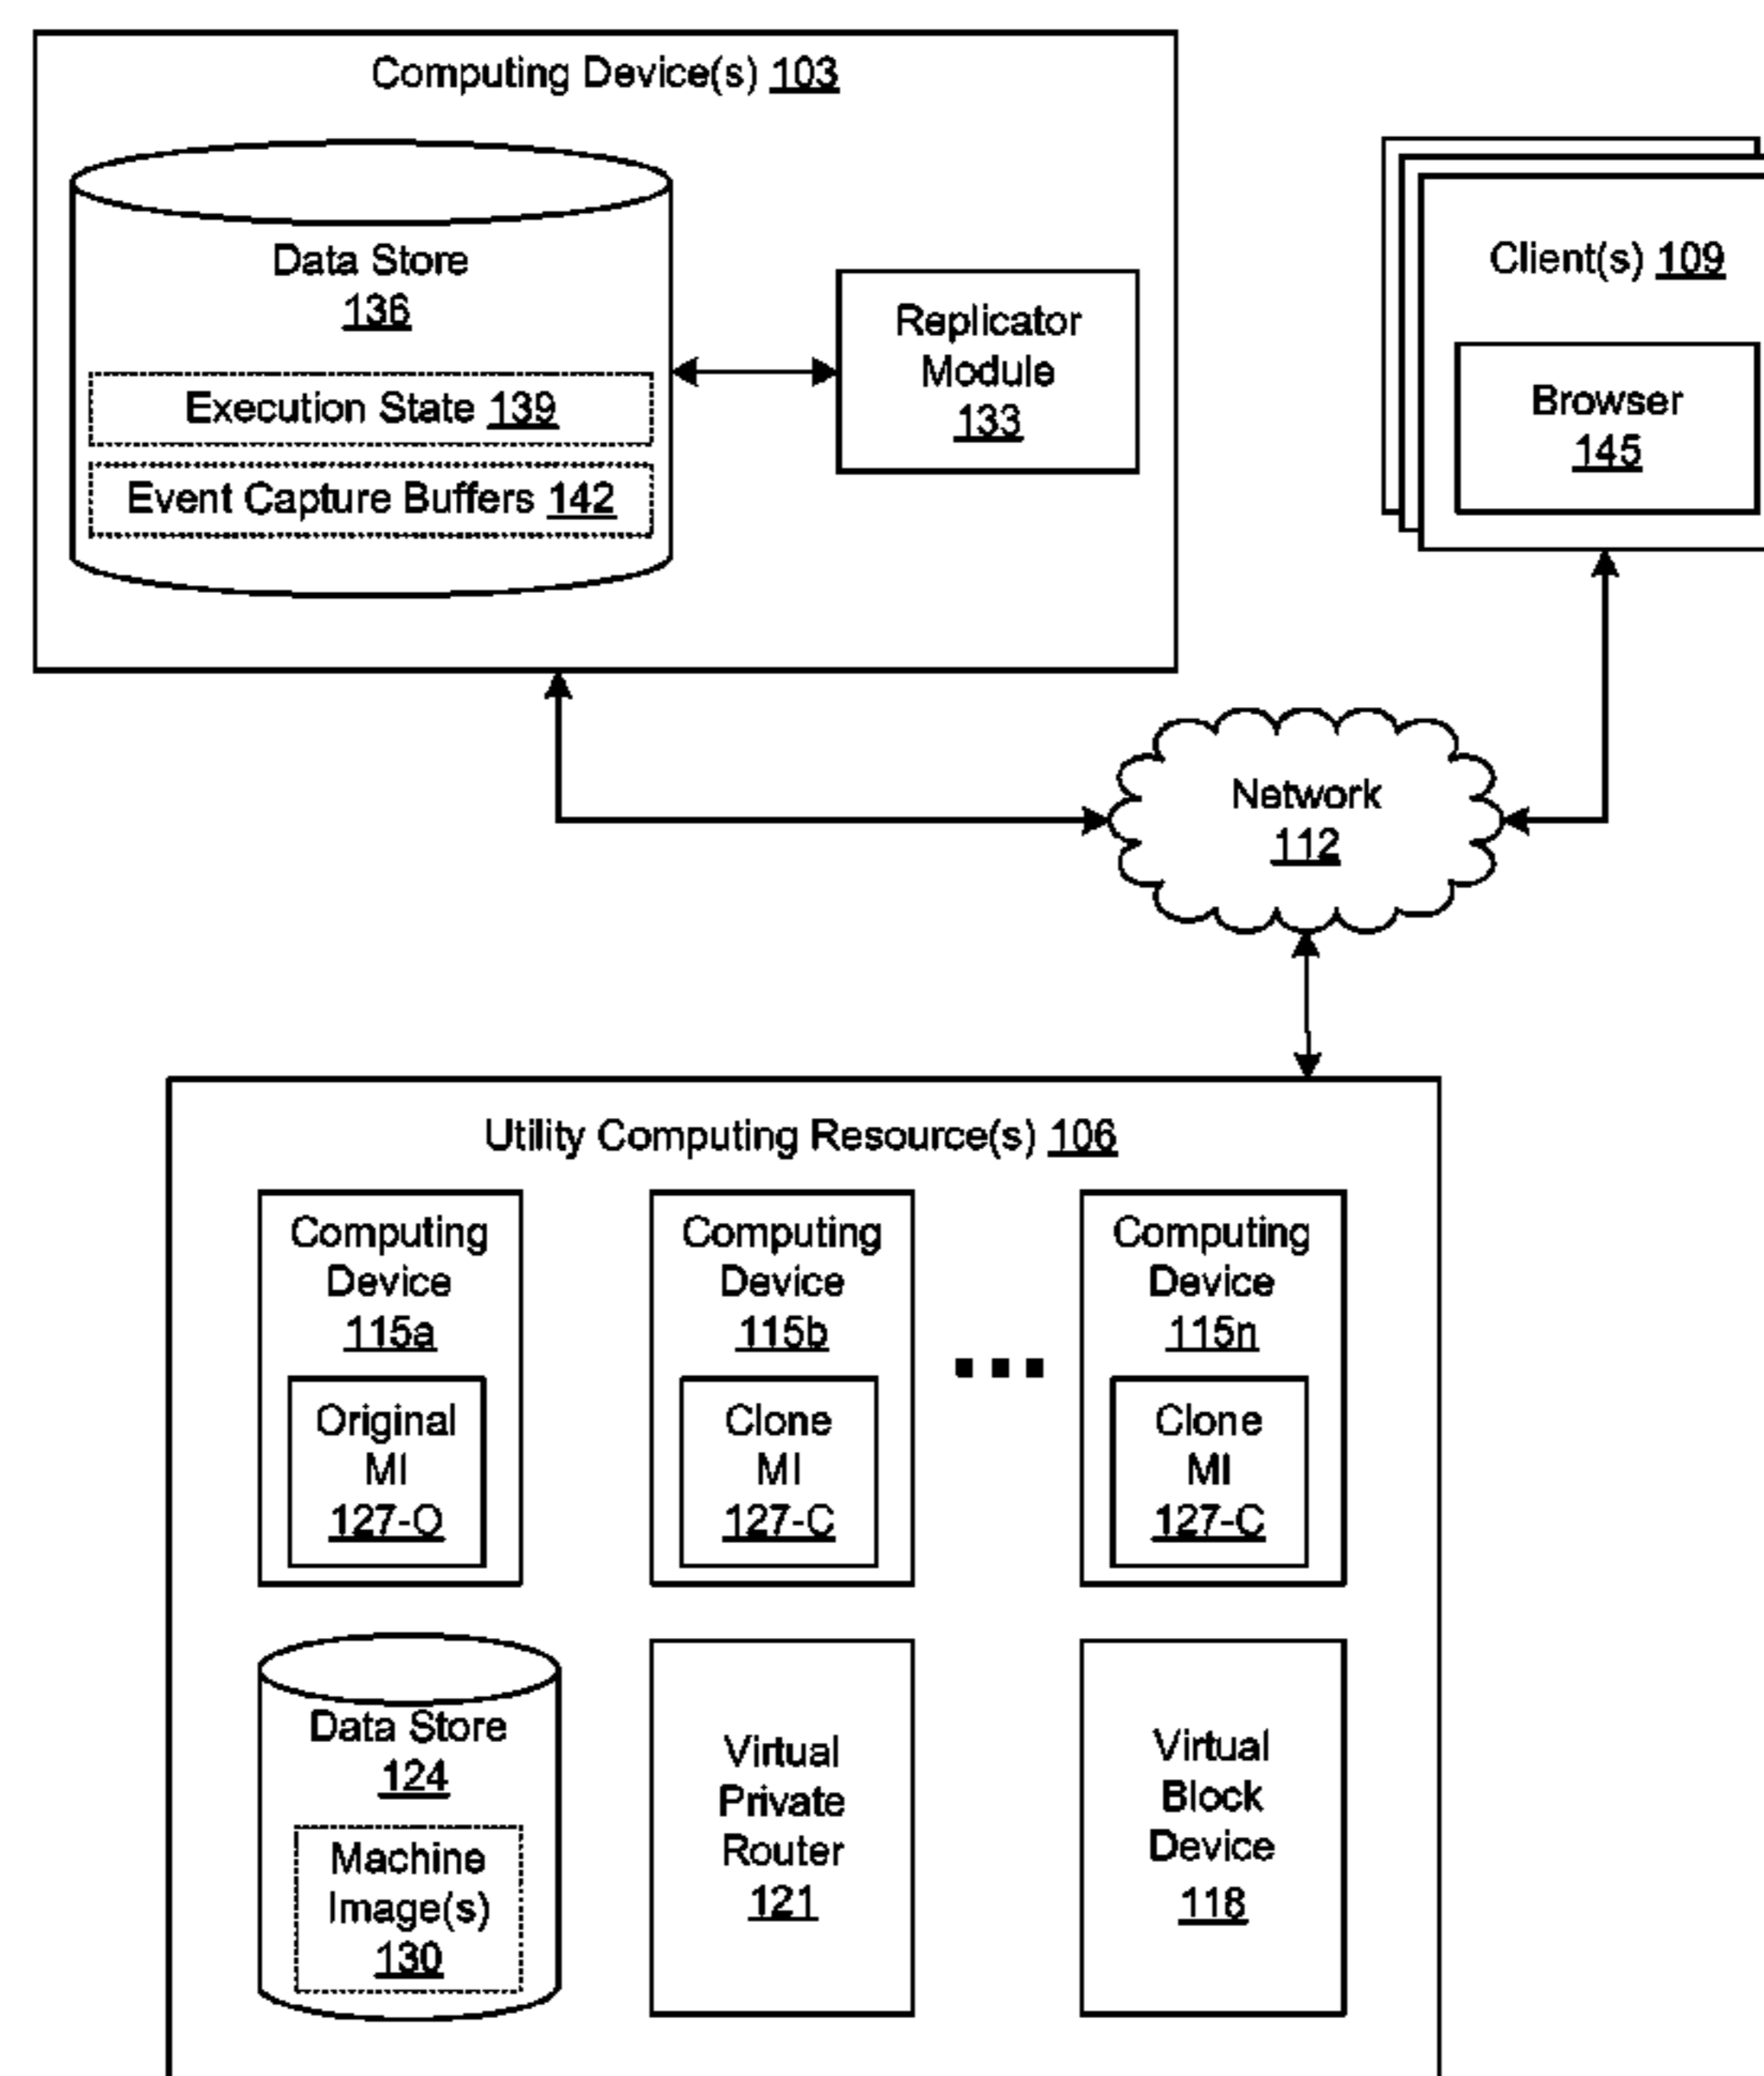 Computing Device(s) 103
Data Store
136
Execution State 139
Event Capture Buffers 142
Replicator
Module
133
Client(s) 109
Browser
145
Network
112
Utility Computing Resource(s) 106
Computing
Device
115a
Original
MI
127-O
Computing
Device
115b
Clone
MI
127-C
Computing
Device
115n
Clone
MI
127-C
Data Store
124
Machine
Image(s)
130
Virtual
Private
Router
121
Virtual
Block
Device
118